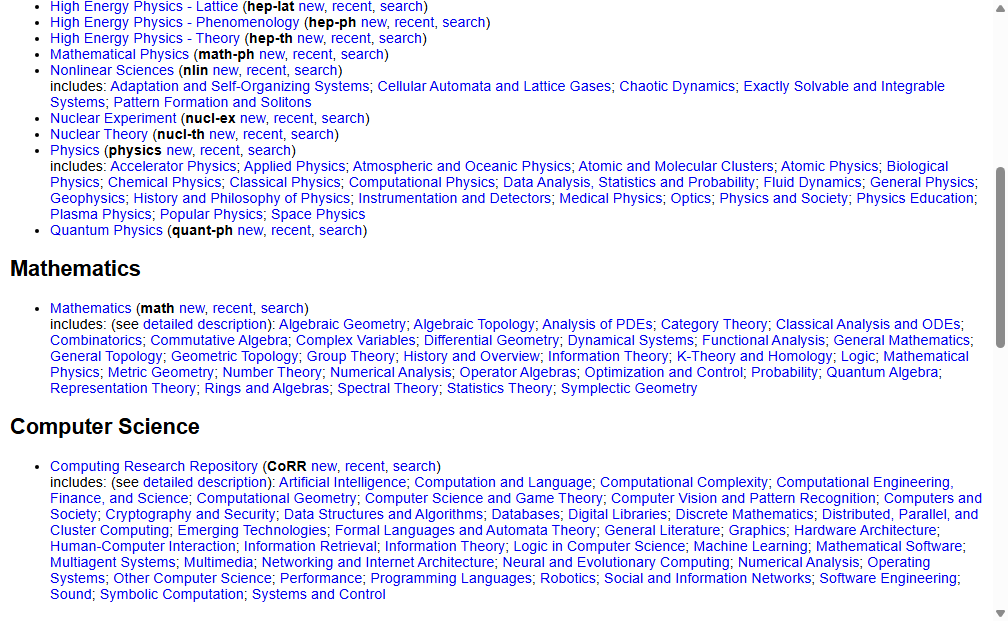 High Energy Physics - Lattice (hep-lat new, recent, search)
High Energy Physics - Phenomenology (hep-ph new, recent, search)
High Energy Physics - Theory (hep-th new, recent, search)
Mathematical Physics (math-ph new, recent, search)
Nonlinear Sciences (nlin new, recent, search)
includes: Adaptation and Self-Organizing Systems; Cellular Automata and Lattice Gases; Chaotic Dynamics; Exactly Solvable and Integrable
Systems; Pattern Formation and Solitons
Nuclear Experiment (nucl-ex new, recent, search)
Nuclear Theory (nucl-th new, recent, search)
Physics (physics new, recent, search)
includes: Accelerator Physics; Applied Physics; Atmospheric and Oceanic Physics; Atomic and Molecular Clusters; Atomic Physics; Biological
Physics; Chemical Physics; Classical Physics; Computational Physics; Data Analysis, Statistics and Probability; Fluid Dynamics; General Physics;
Geophysics; History and Philosophy of Physics; Instrumentation and Detectors; Medical Physics; Optics; Physics and Society; Physics Education;
Plasma Physics; Popular Physics; Space Physics
Quantum Physics (quant-ph new, recent, search)
Mathematics
Mathematics (math new, recent, search)
includes: (see detailed description): Algebraic Geometry; Algebraic Topology; Analysis of PDEs; Category Theory; Classical Analysis and ODEs;
Combinatorics; Commutative Algebra; Complex Variables; Differential Geometry; Dynamical Systems; Functional Analysis; General Mathematics;
General Topology; Geometric Topology; Group Theory; History and Overview; Information Theory; K-Theory and Homology; Logic; Mathematical
Physics; Metric Geometry; Number Theory; Numerical Analysis; Operator Algebras; Optimization and Control; Probability; Quantum Algebra;
Representation Theory; Rings and Algebras; Spectral Theory; Statistics Theory; Symplectic Geometry
Computer Science
Computing Research Repository (CoRR new, recent, search)
includes: (see detailed description): Artificial Intelligence; Computation and Language; Computational Complexity; Computational Engineering,
Finance, and Science; Computational Geometry; Computer Science and Game Theory; Computer Vision and Pattern Recognition; Computers and
Society; Cryptography and Security; Data Structures and Algorithms; Databases; Digital Libraries; Discrete Mathematics; Distributed, Parallel, and
Cluster Computing; Emerging Technologies; Formal Languages and Automata Theory; General Literature; Graphics; Hardware Architecture;
Human-Computer Interaction; Information Retrieval; Information Theory; Logic in Computer Science; Machine Learning; Mathematical Software;
Multiagent Systems; Multimedia; Networking and Internet Architecture; Neural and Evolutionary Computing; Numerical Analysis; Operating
Systems; Other Computer Science; Performance; Programming Languages; Robotics; Social and Information Networks; Software Engineering;
Sound; Symbolic Computation; Systems and Control